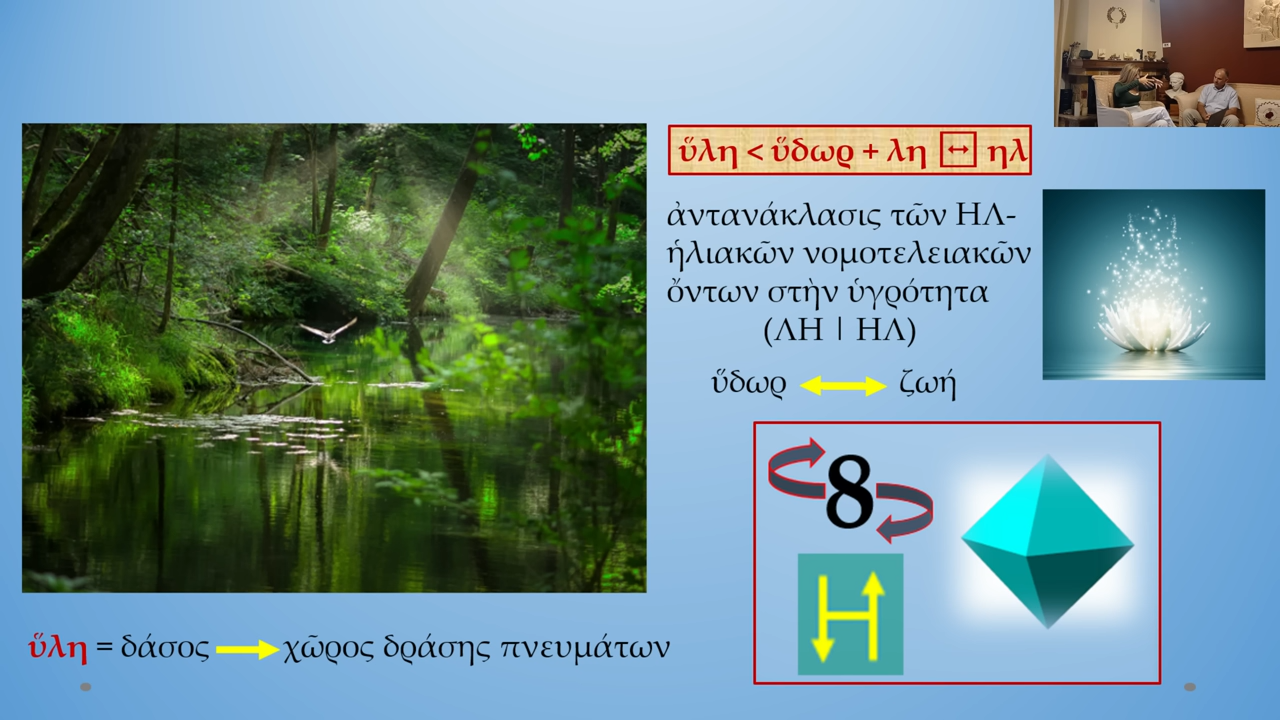 ὕλη < ὕδωρ + λη ↔ ηλ
ἀντανάκλασις τῶν ΗΛ-
ἡλιακῶν νομοτελειακῶν
ὄντων στὴν ὑγρότητα
(ΛΗ | ΗΛ)
ὕδωρ ζωή
8
H
ὕλη = δάσος χῶρος δράσης πνευμάτων